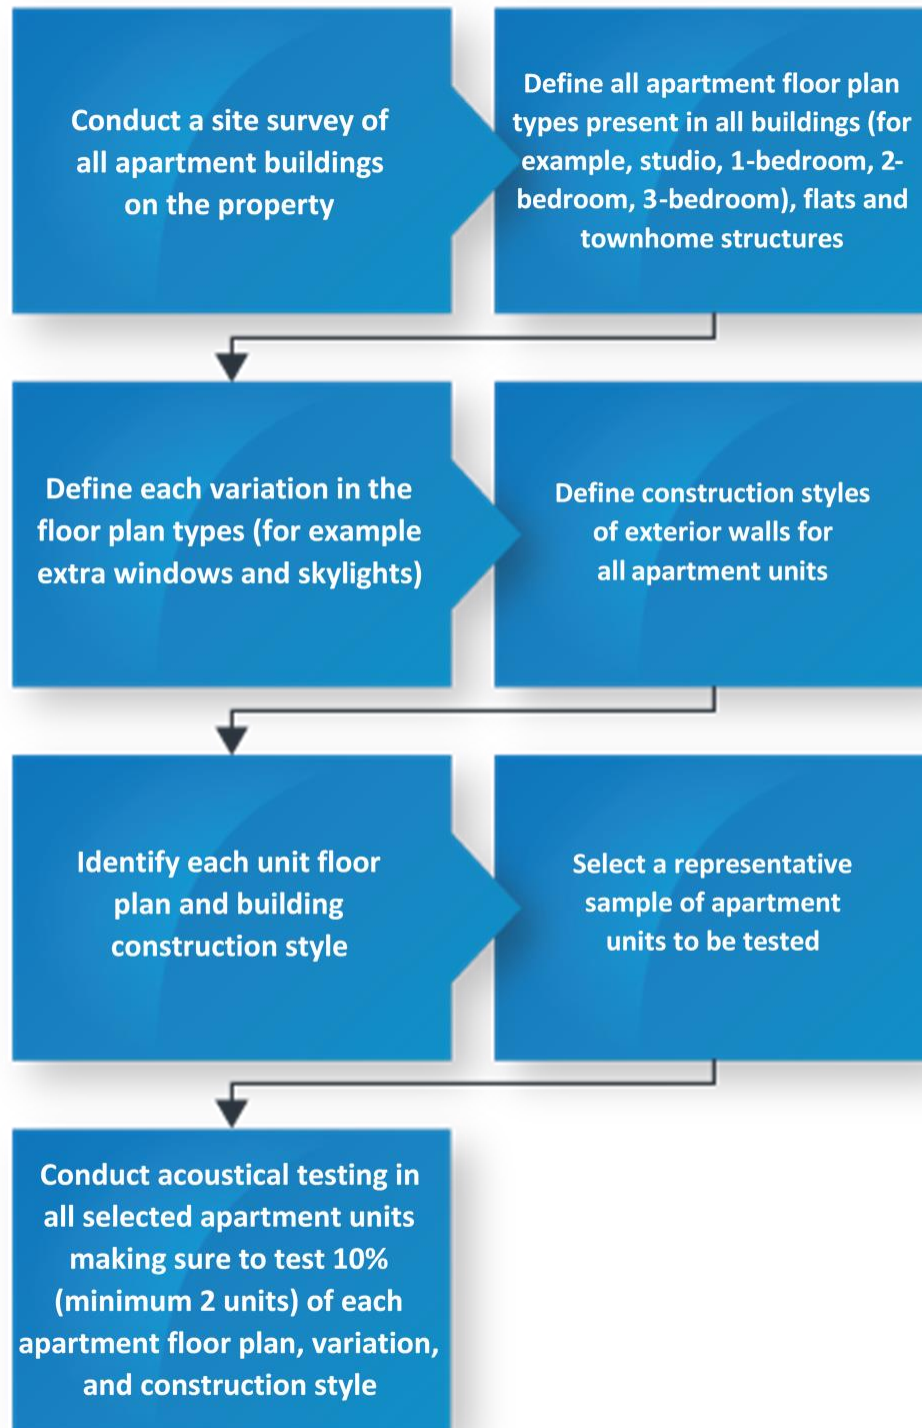 Conduct a site survey of
all apartment buildings
on the property
Define all apartment floor plan
types present in all buildings (for
example, studio, 1-bedroom, 2-
bedroom, 3-bedroom), flats and
townhome structures
Define each variation in the
floor plan types (for example
extra windows and skylights)
Define construction styles
of exterior walls for
all apartment units
Identify each unit floor
plan and building
construction style
Select a representative
sample of apartment
units to be tested
Conduct acoustical testing in
all selected apartment units
making sure to test 10%
(minimum 2 units) of each
apartment floor plan, variation,
and construction style